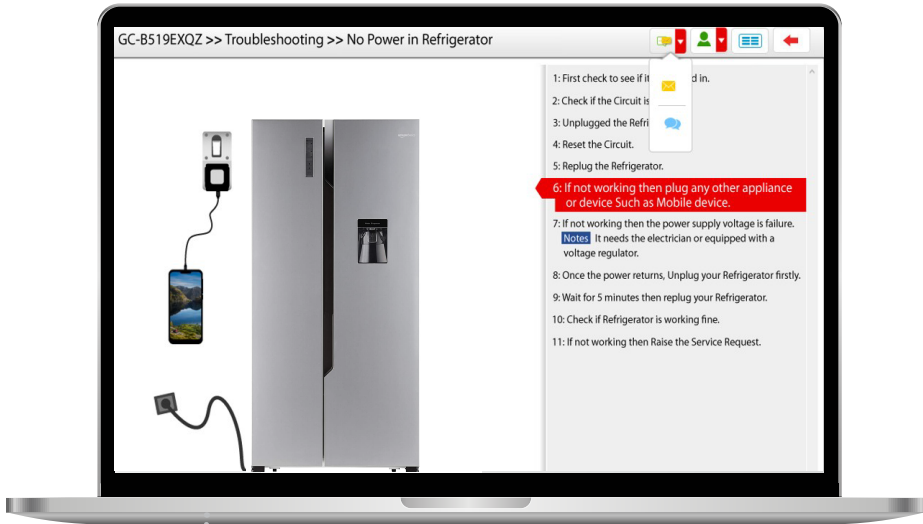 GC-B519EXQZ >> Troubleshooting >> No Power in Refrigerator
1: First check to see if it d in.
2: Check if the Circuit is
3: Unplugged the Refri
4: Reset the Circuit.
5: Replug the Refrigerator.
6: If not working then plug any other appliance
or device Such as Mobile device.
7: If not working then the power supply voltage is failure.
Notes It needs the electrician or equipped with a
voltage regulator.
8: Once the power returns, Unplug your Refrigerator firstly.
9: Wait for 5 minutes then replug your Refrigerator.
10: Check if Refrigerator is working fine.
11: If not working then Raise the Service Request.